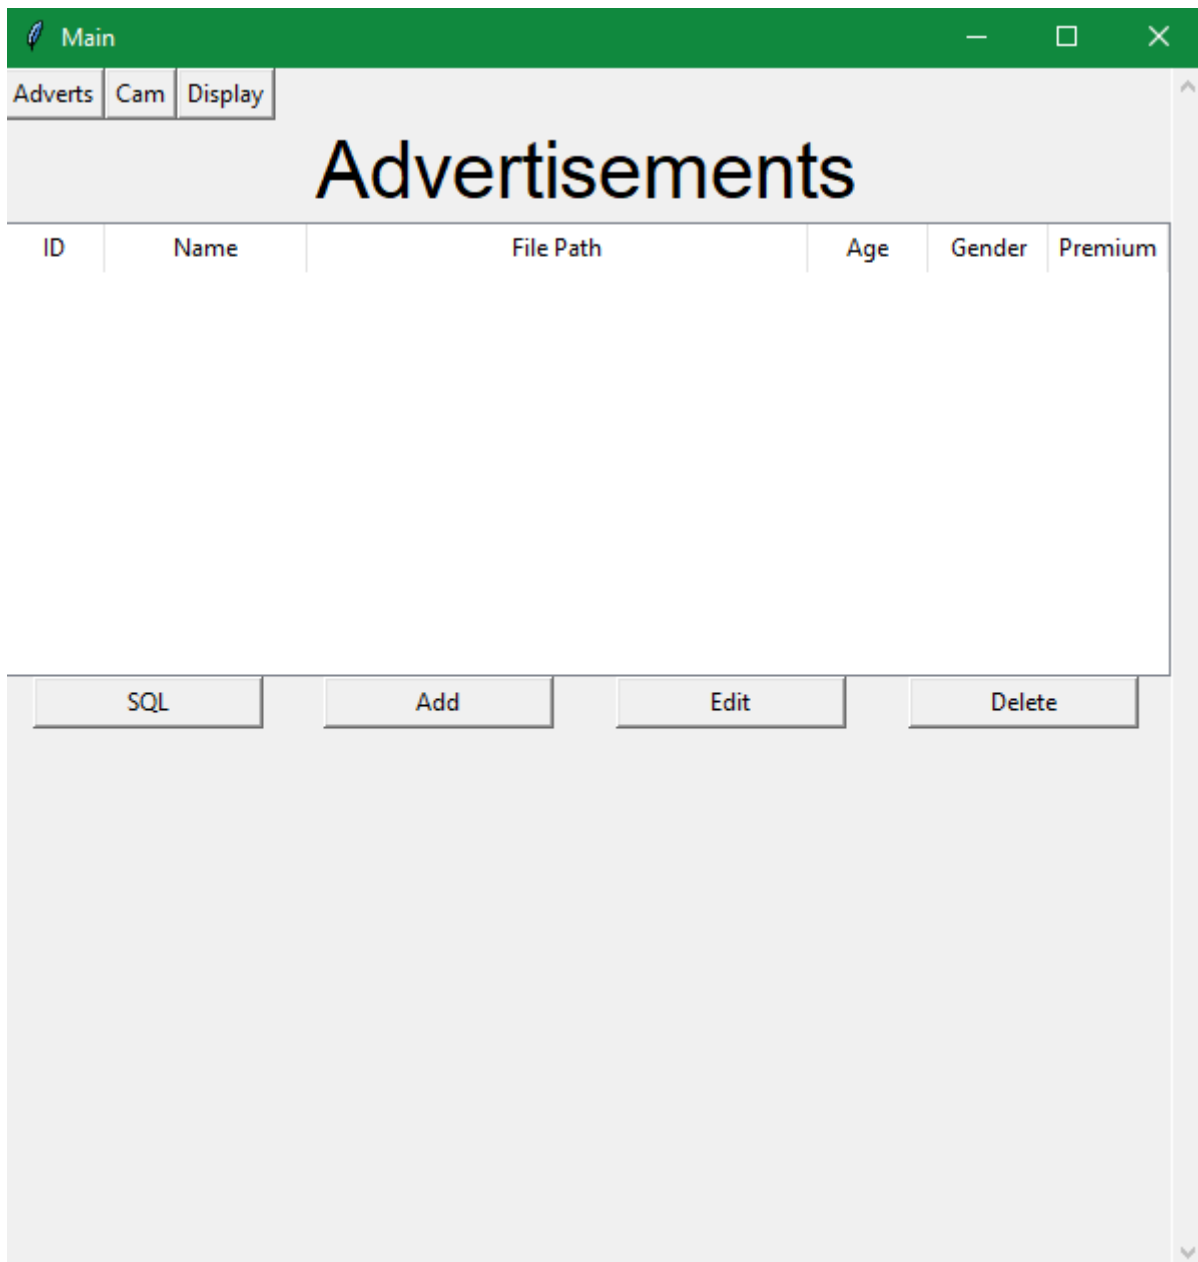 Main
Adverts Cam Display
Advertisements
ID Name File Path Age Gender Premium
SQL Add Edit Delete